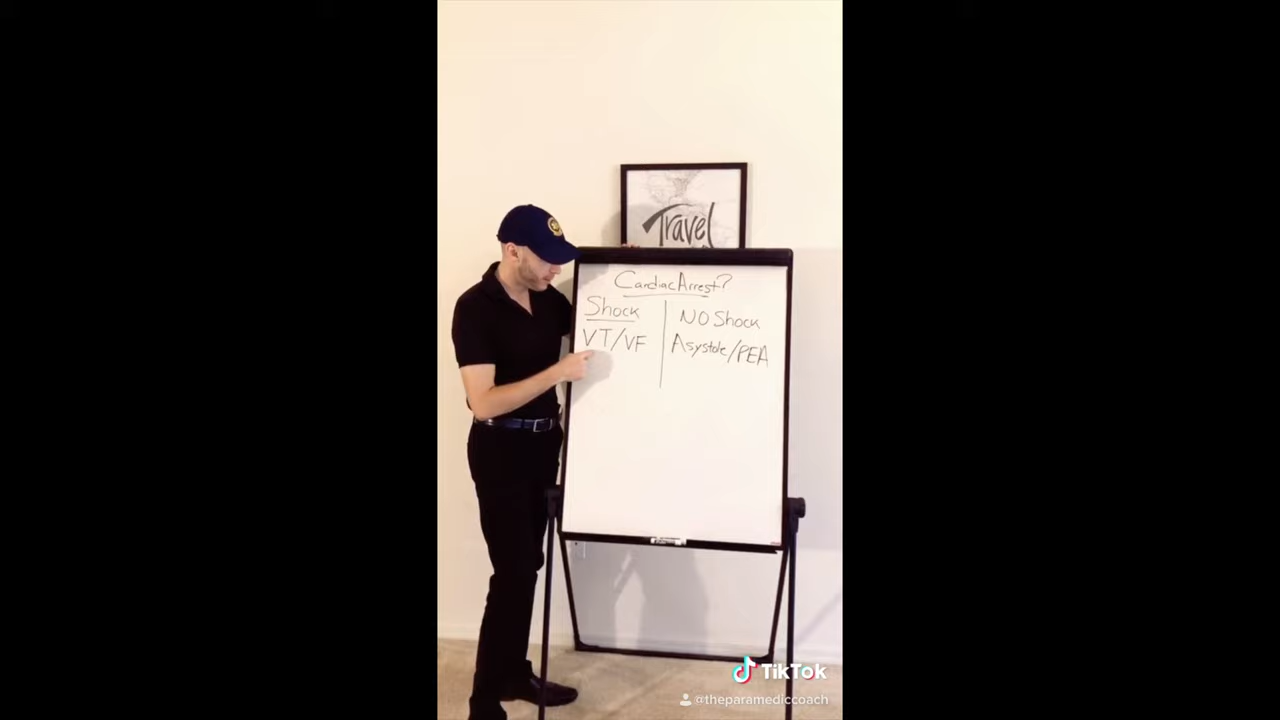 Travel
Cardiac Arrest?
Shock
NO Shock
VT/VF
Asystole/PEA
TikTok
@theparamediccoach